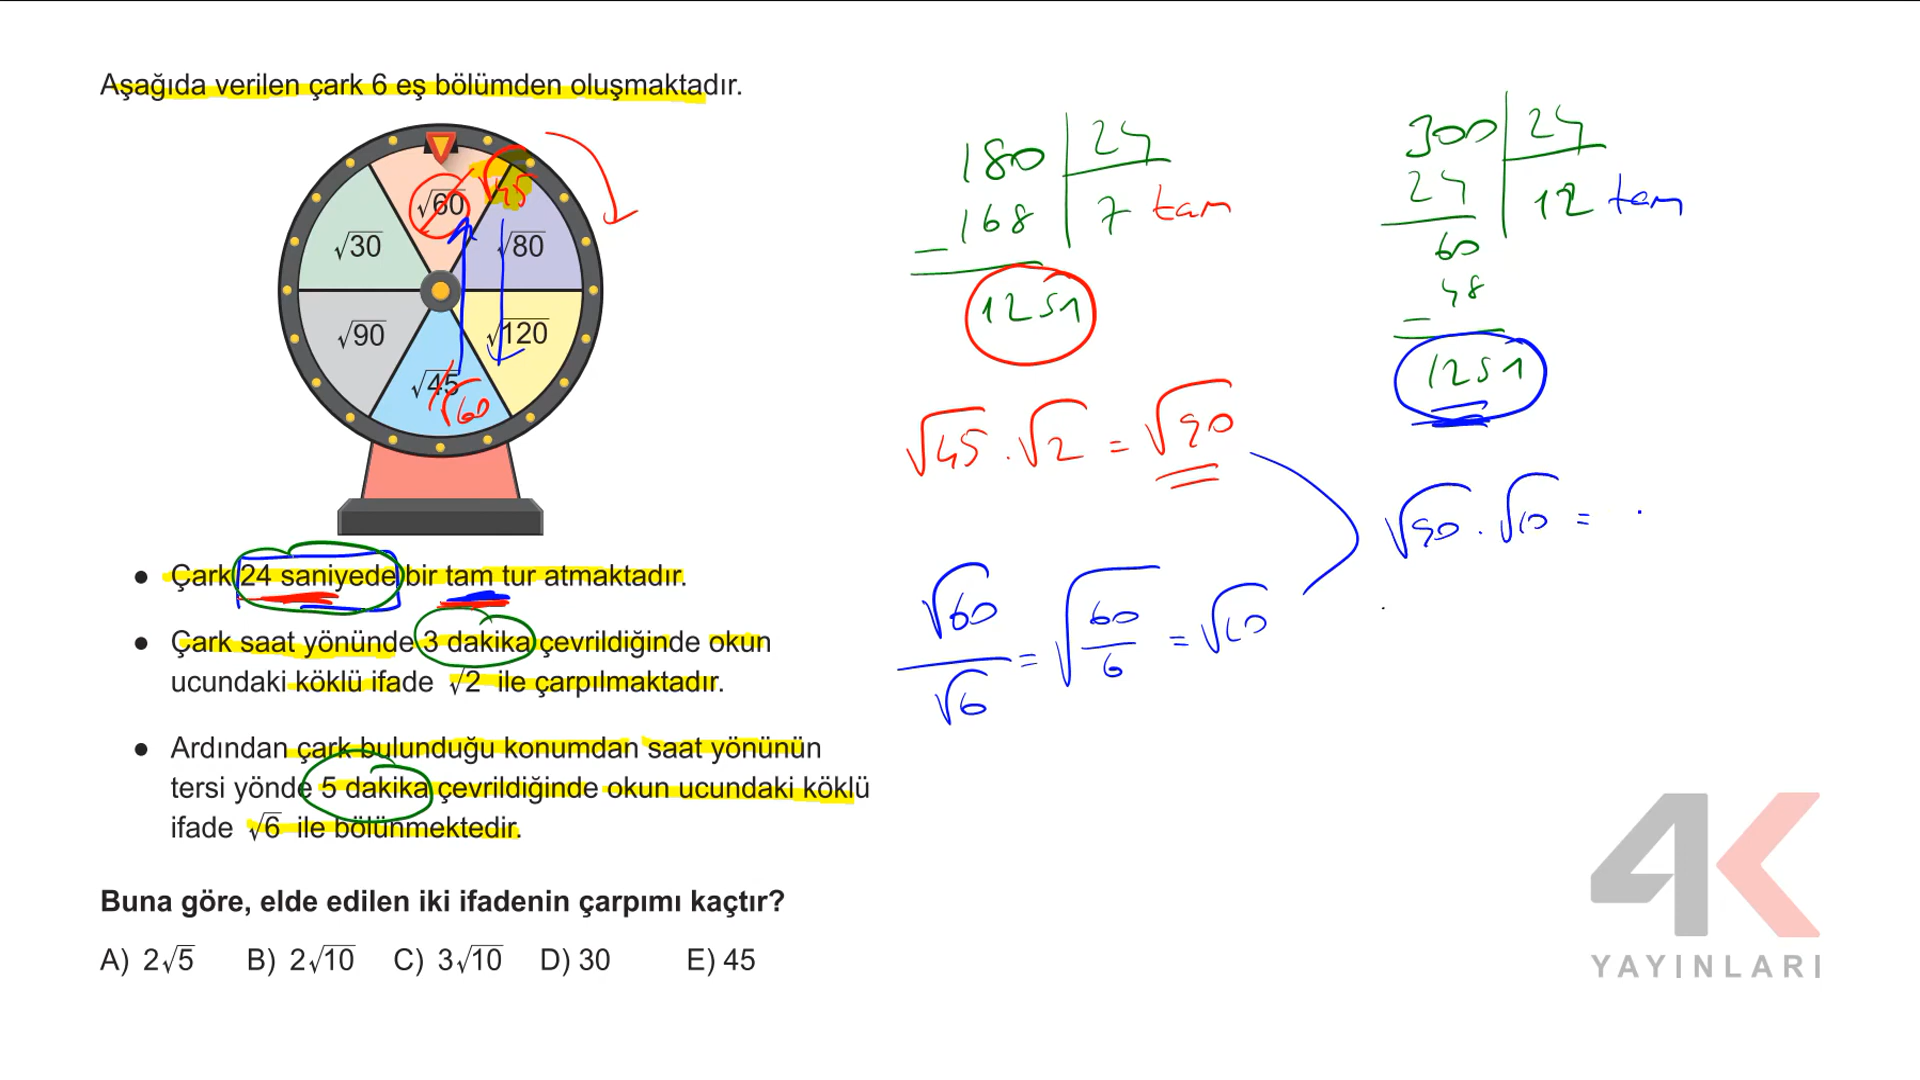 Aşağıda verilen çark 6 eş bölümden oluşmaktadır.
√60
√45
√30
√80
√90
√120
√45
√60
• Çark 24 saniyede bir tam tur atmaktadır.
• Çark saat yönünde 3 dakika çevrildiğinde okun
ucundaki köklü ifade √2 ile çarpılmaktadır.
• Ardından çark bulunduğu konumdan saat yönünün
tersi yönde 5 dakika çevrildiğinde okun ucundaki köklü
ifade √6 ile bölünmektedir.
Buna göre, elde edilen iki ifadenin çarpımı kaçtır?
A) 2√5 B) 2√10 C) 3√10 D) 30 E) 45
180 | 24
- 168 | 7 tam
12 sn
300 | 24
24 | 12 tam
60
- 48
12 sn
√45 . √2 = √90
√60/√6 = √(60/6) = √10
√90 . √10 =
4K
YAYINLARI